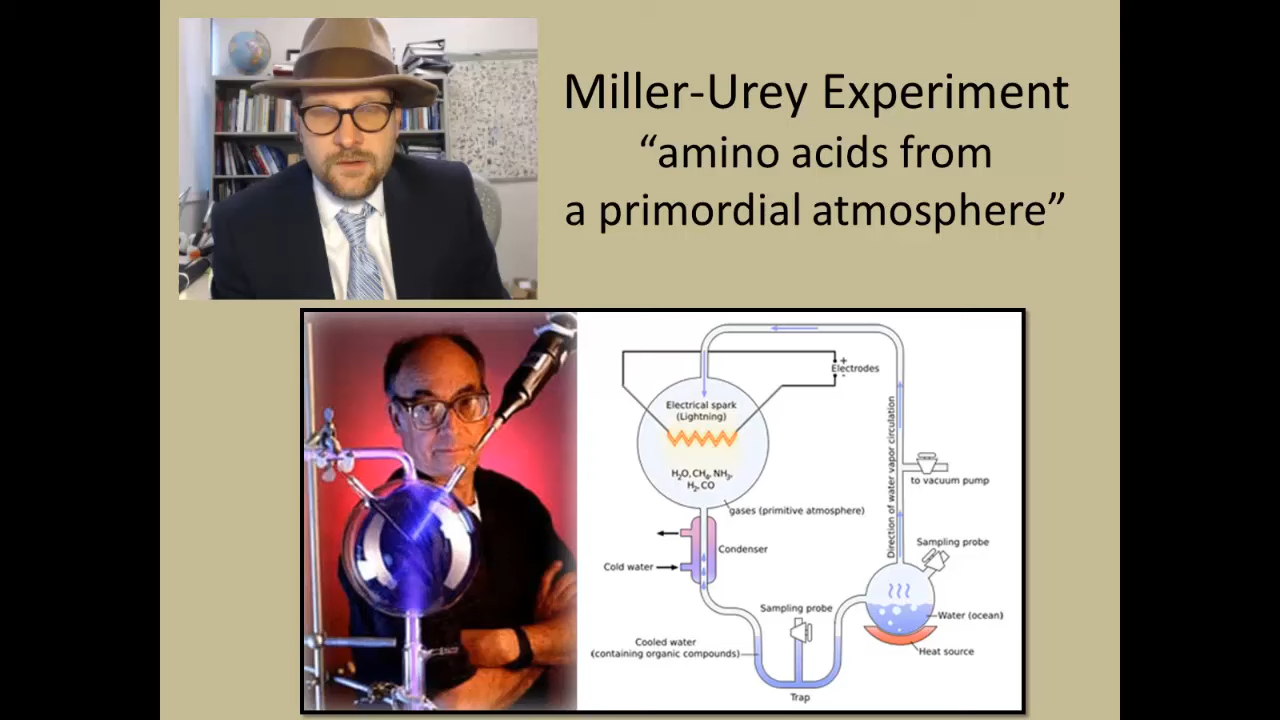 Miller-Urey Experiment
“amino acids from
a primordial atmosphere”
+
Electrodes
-
Electrical spark
(Lightning)
H₂O, CH₄, NH₃,
H₂, CO
gases (primitive atmosphere)
Direction of water vapor circulation
to vacuum pump
Condenser
Cold water
Sampling probe
Sampling probe
Water (ocean)
Cooled water
(containing organic compounds)
Heat source
Trap